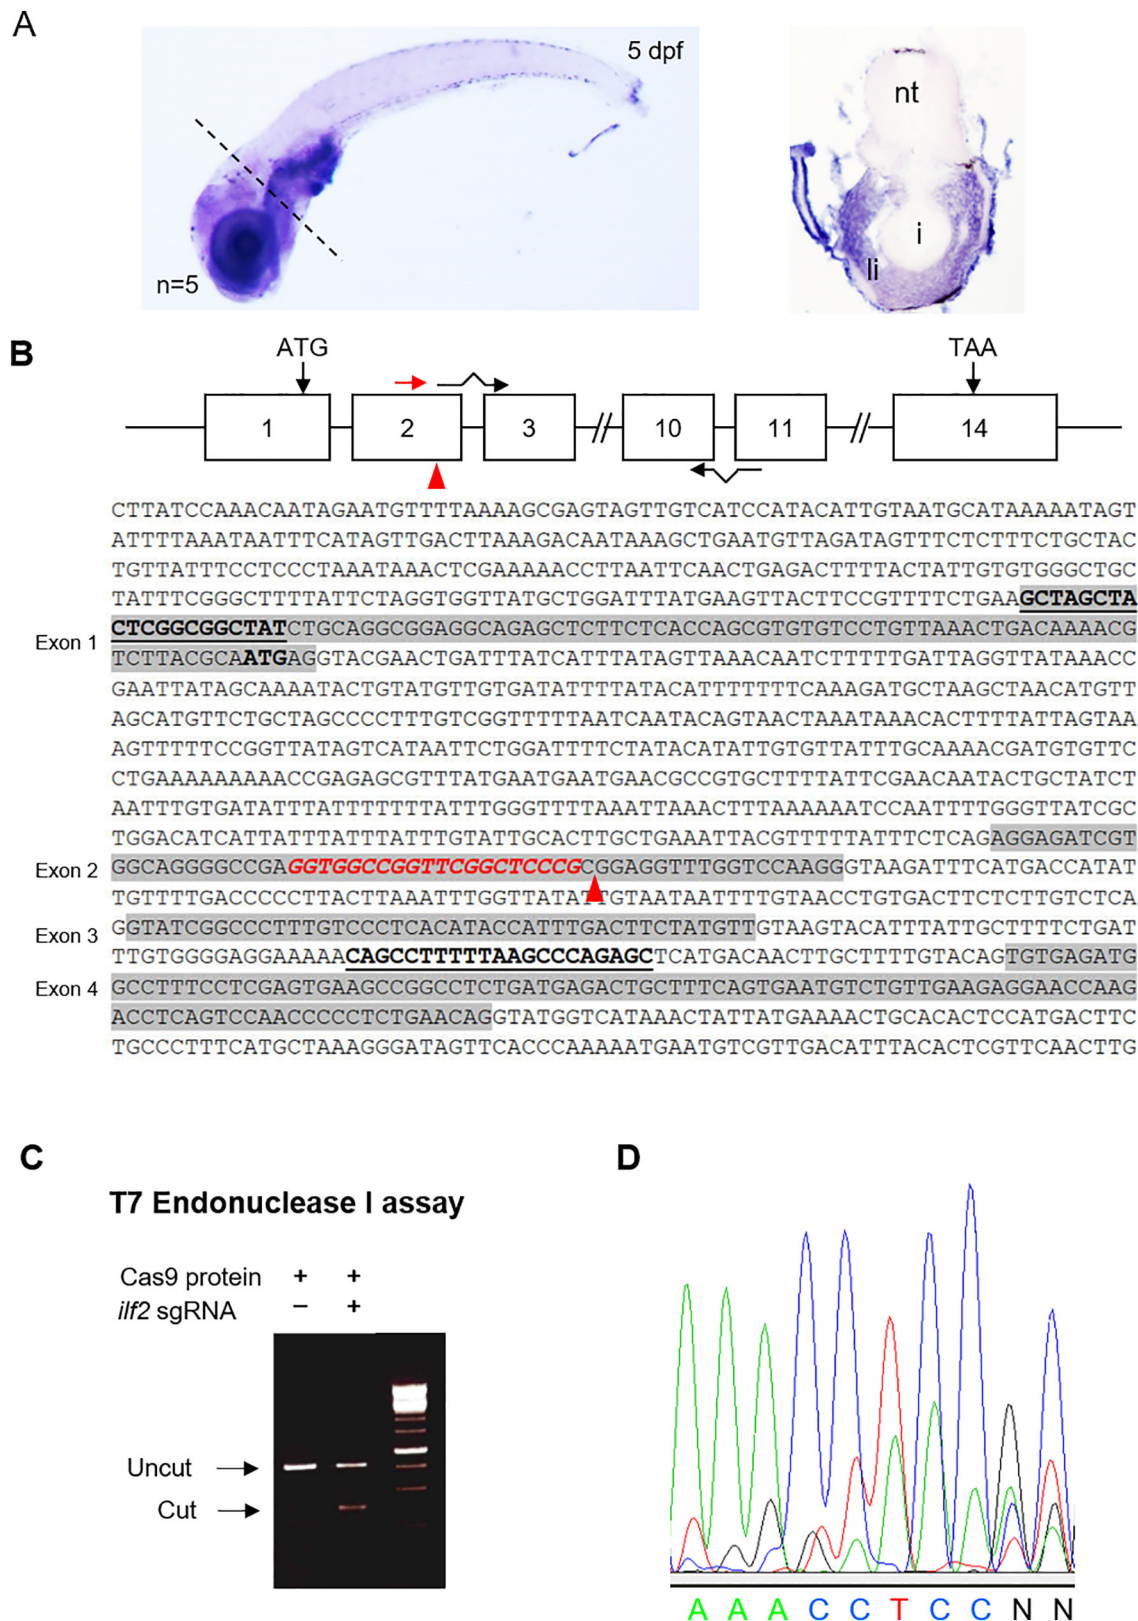 A
5 dpf
n=5
nt
i
li
B
ATG
TAA
1
2
3
10
11
14
CTTATCCAAACAATAGAATGTTTTAAAAGCGAGTAGTTGTCATCCATACATTGTAATGCATAAAAATAGT
ATTTTAAATAATTTCATAGTTGACTTAAAGACAATAAAGCTGAATGTTAGATAGTTTCTCTTTCTGCTAC
TGTTATTTCCTCCCTAAATAAACTCGAAAAACCTTAATTCAACTGAGACTTTTACTATTGTGTGGGCTGC
TATTTCGGGCTTTTATTCTAGGTGGTTATGCTGGATTTATGAAGTTACTTCCGTTTTCTGAAGCTAGCTA
Exon 1
CTCGGCGGCTATCTGCAGGCGGAGGCAGAGCTCTTCTCACCAGCGTGTGTCCTGTTAAACTGACAAAACG
TCTTACGCAATGAGGTACGAACTGATTTATCATTTATAGTTAAACAATCTTTTTGATTAGGTTATAAACC
GAATTATAGCAAAATACTGTATGTTGTGATATTTTATACATTTTTTTCAAAGATGCTAAGCTAACATGTT
AGCATGTTCTGCTAGCCCCTTTGTCGGTTTTTAATCAATACAGTAACTAAATAAACACTTTTATTAGTAA
AGTTTTTCCGGTTATAGTCATAATTCTGGATTTTCTATACATATTGTGTTATTTGCAAAACGATGTGTTC
CTGAAAAAAAAACCGAGAGCGTTTATGAATGAATGAACGCCGTGCTTTTATTCGAACAATACTGCTATCT
AATTTGTGATATTTATTTTTTTATTTGGGTTTTAAATTAAACTTTAAAAAATCCAATTTTGGGTTATCGC
TGGACATCATTATTTATTTATTTGTATTGCACTTGCTGAAATTACGTTTTTATTTCTCAGAGGAGATCGT
Exon 2
GGCAGGGGCCGAGGTGGCCGGTTCGGCTCCCGCGGAGGTTTGGTCCAAGGGTAAGATTTCATGACCATAT
TGTTTTGACCCCCTTACTTAAATTTGGTTATATTGTAATAATTTTGTAACCTGTGACTTCTCTTGTCTCA
Exon 3
GGTATCGGCCCTTTGTCCCTCACATACCATTTGACTTCTATGTTGTAAGTACATTTATTGCTTTTCTGAT
TTGTGGGGAGGAAAAACAGCCTTTTTAAGCCCAGAGCTCATGACAACTTGCTTTTGTACAGTGTGAGATG
Exon 4
GCCTTTCCTCGAGTGAAGCCGGCCTCTGATGAGACTGCTTTCAGTGAATGTCTGTTGAAGAGGAACCAAG
ACCTCAGTCCAACCCCCTCTGAACAGGTATGGTCATAAACTATTATGAAAACTGCACACTCCATGACTTC
TGCCCTTTCATGCTAAAGGGATAGTTCACCCAAAAATGAATGTCGTTGACATTTACACTCGTTCAACTTG
C
T7 Endonuclease I assay
Cas9 protein + +
ilf2 sgRNA − +
Uncut
Cut
D
A A A C C T C C N N